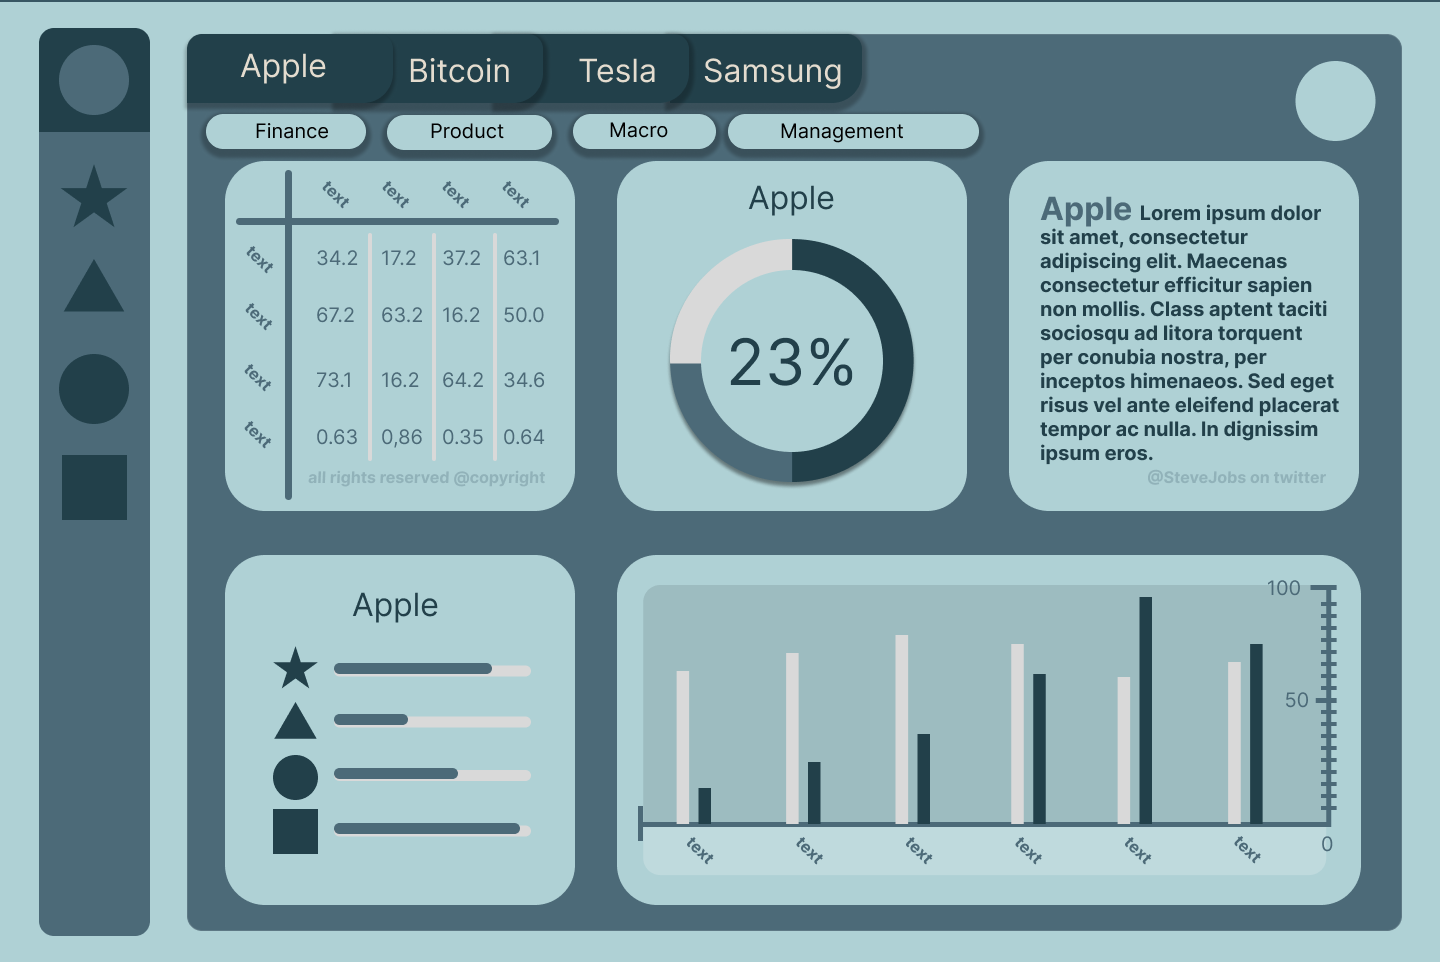 Apple Bitcoin Tesla Samsung
Finance Product Macro Management
text text text text
text 34.2 17.2 37.2 63.1
text 67.2 63.2 16.2 50.0
text 73.1 16.2 64.2 34.6
text 0.63 0,86 0.35 0.64
all rights reserved @copyright
Apple
23%
Apple Lorem ipsum dolor
sit amet, consectetur
adipiscing elit. Maecenas
consectetur efficitur sapien
non mollis. Class aptent taciti
sociosqu ad litora torquent
per conubia nostra, per
inceptos himenaeos. Sed eget
risus vel ante eleifend placerat
tempor ac nulla. In dignissim
ipsum eros.
@SteveJobs on twitter
Apple
100
50
0
text text text text text text